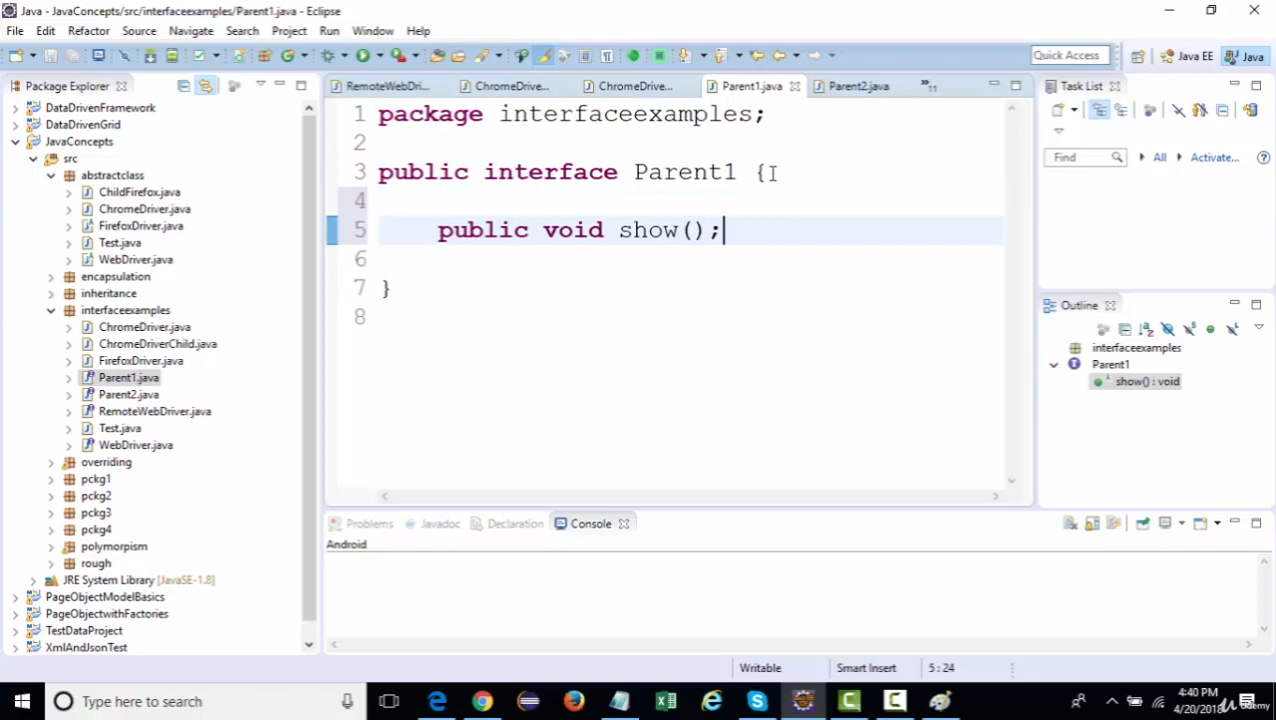 Java - JavaConcepts/src/interfaceexamples/Parent1.java - Eclipse
File Edit Refactor Source Navigate Search Project Run Window Help
Quick Access
Java EE
Java
Package Explorer
DataDrivenFramework
DataDrivenGrid
JavaConcepts
src
abstractclass
ChildFirefox.java
ChromeDriver.java
FirefoxDriver.java
Test.java
WebDriver.java
encapsulation
inheritance
interfaceexamples
ChromeDriver.java
ChromeDriverChild.java
FirefoxDriver.java
Parent1.java
Parent2.java
RemoteWebDriver.java
Test.java
WebDriver.java
overriding
pckg1
pckg2
pckg3
pckg4
polymorpism
rough
JRE System Library [JavaSE-1.8]
PageObjectModelBasics
PageObjectwithFactories
TestDataProject
XmlAndJsonTest
RemoteWebDri... ChromeDrive... ChromeDrive... Parent1.java Parent2.java »11
1 package interfaceexamples;
2
3 public interface Parent1 {
4
5 public void show();
6
7 }
8
Task List
Find All Activate...
Outline
interfaceexamples
Parent1
show() : void
Problems Javadoc Declaration Console
Android
Writable Smart Insert 5 : 24
Type here to search
4:40 PM
4/20/2018
Udemy